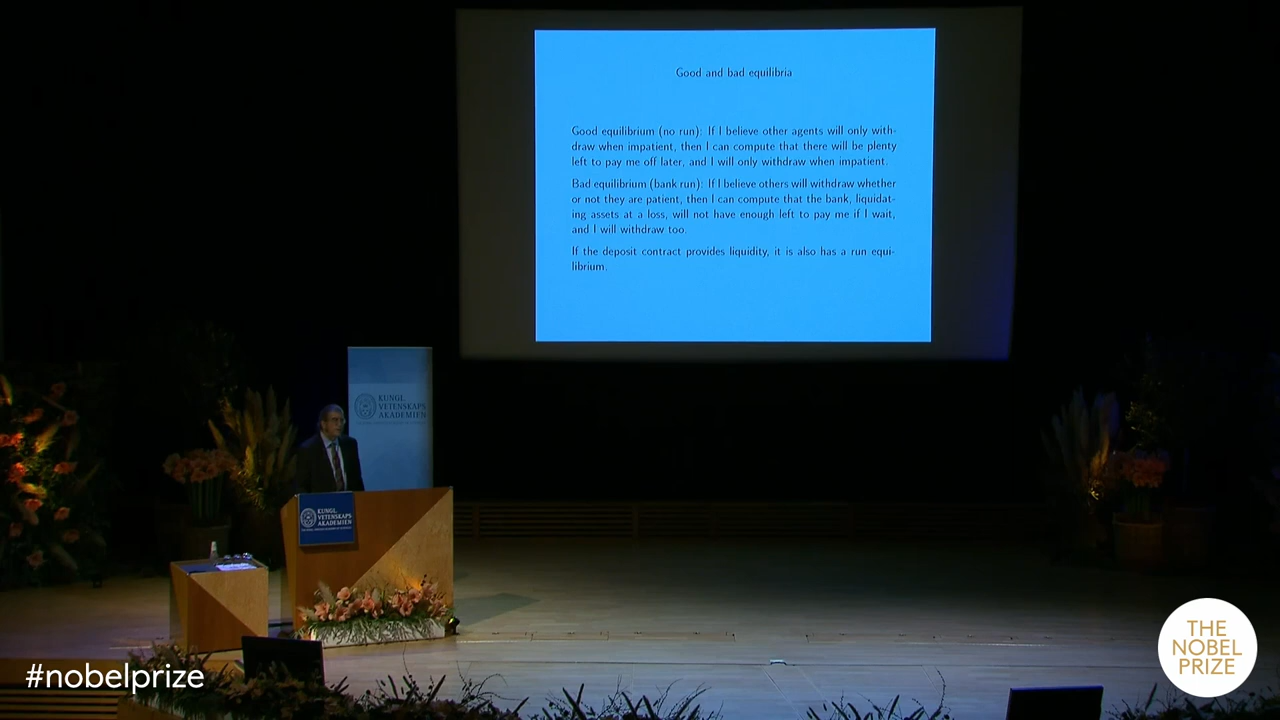 Good and bad equilibria
Good equilibrium (no run): If I believe other agents will only with-
draw when impatient, then I can compute that there will be plenty
left to pay me off later, and I will only withdraw when impatient.
Bad equilibrium (bank run): If I believe others will withdraw whether
or not they are patient, then I can compute that the bank, liquidat-
ing assets at a loss, will not have enough left to pay me if I wait,
and I will withdraw too.
If the deposit contract provides liquidity, it is also has a run equi-
librium.
KUNGL.
VETENSKAPS
AKADEMIEN
KUNGL.
VETENSKAPS
AKADEMIEN
#nobelprize
THE
NOBEL
PRIZE